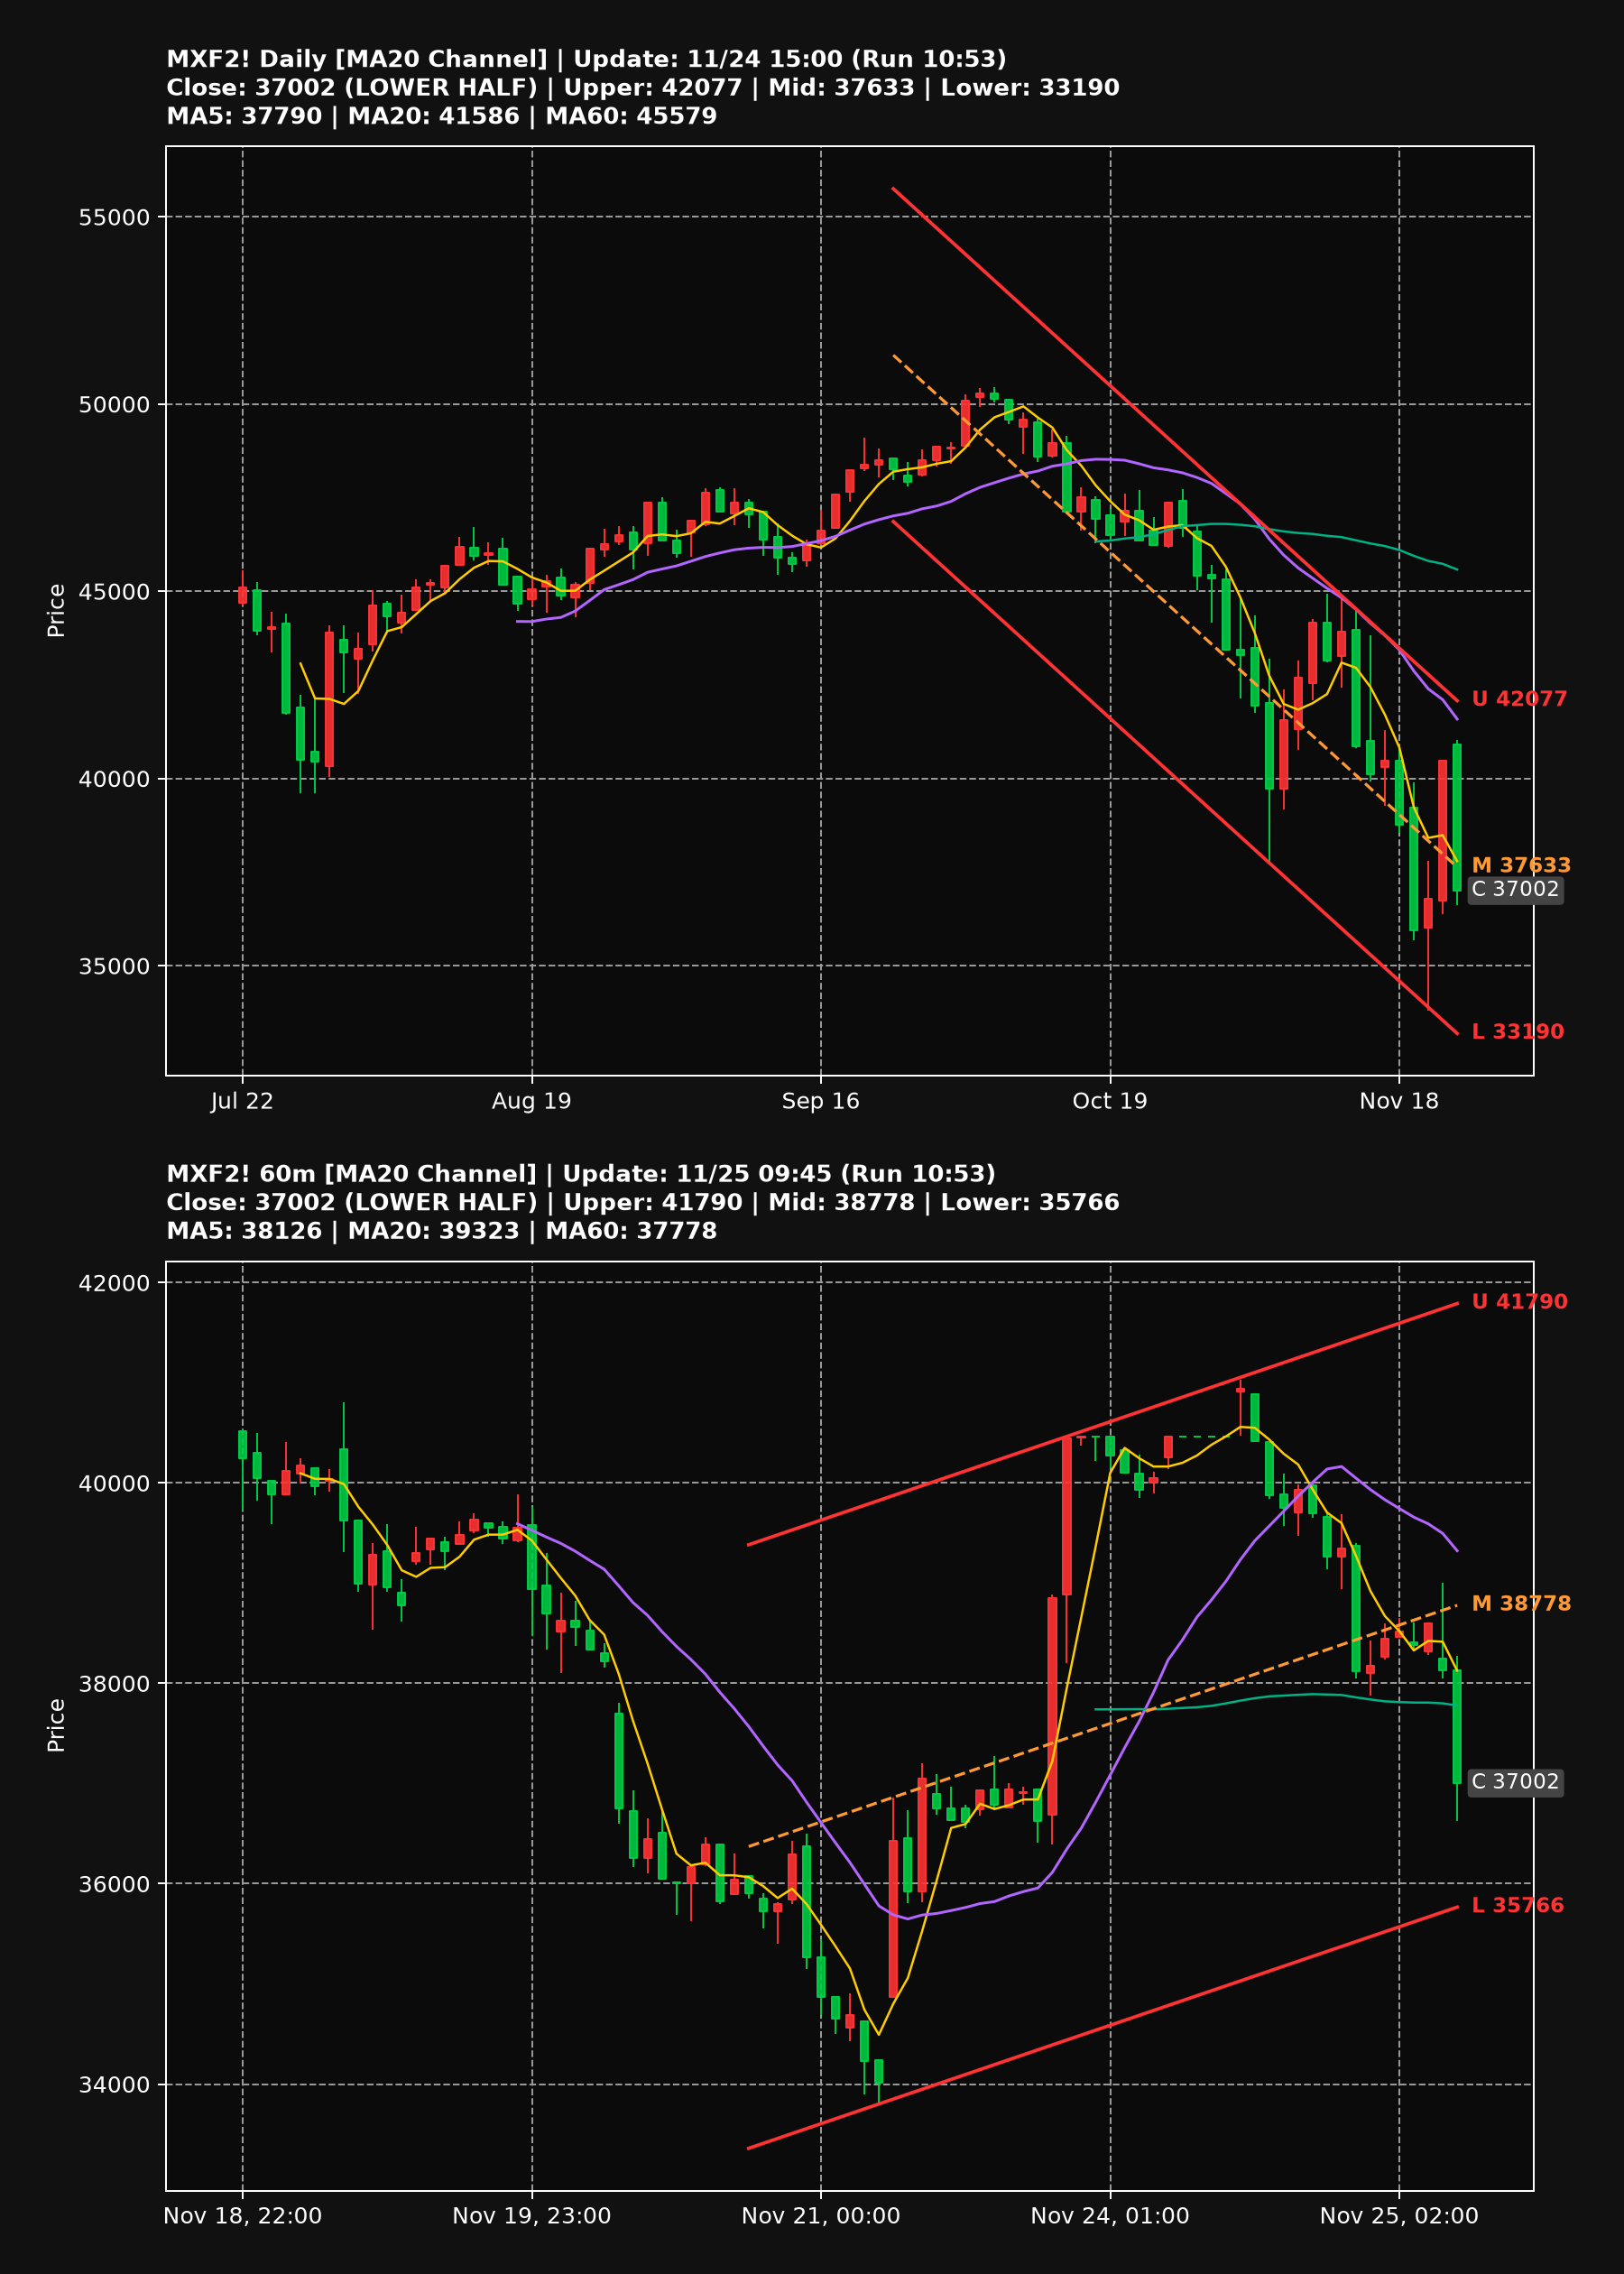 MXF2! Daily [MA20 Channel] | Update: 11/24 15:00 (Run 10:53)
Close: 37002 (LOWER HALF) | Upper: 42077 | Mid: 37633 | Lower: 33190
MA5: 37790 | MA20: 41586 | MA60: 45579
Price
55000
50000
45000
40000
35000
U 42077
M 37633
C 37002
L 33190
Jul 22
Aug 19
Sep 16
Oct 19
Nov 18
MXF2! 60m [MA20 Channel] | Update: 11/25 09:45 (Run 10:53)
Close: 37002 (LOWER HALF) | Upper: 41790 | Mid: 38778 | Lower: 35766
MA5: 38126 | MA20: 39323 | MA60: 37778
Price
42000
40000
38000
36000
34000
U 41790
M 38778
C 37002
L 35766
Nov 18, 22:00
Nov 19, 23:00
Nov 21, 00:00
Nov 24, 01:00
Nov 25, 02:00